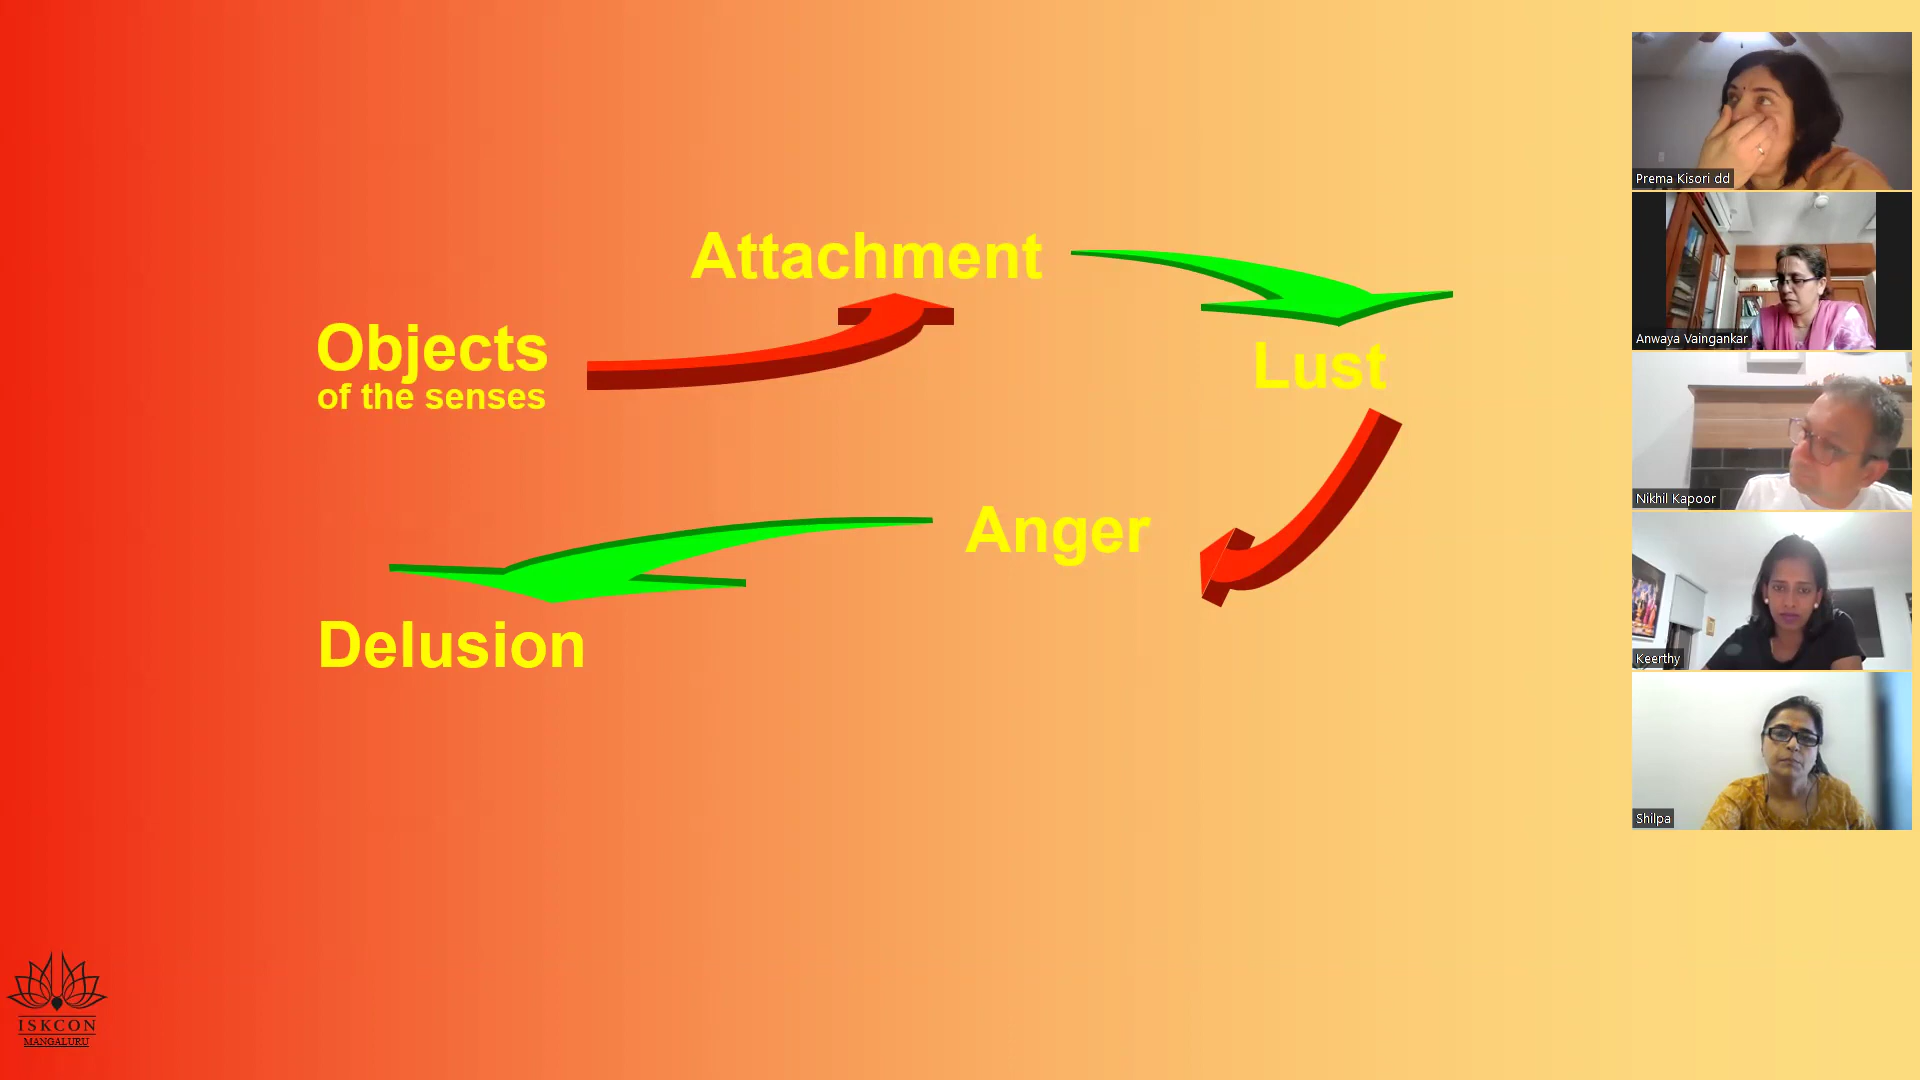 Attachment
Objects
of the senses
Lust
Anger
Delusion
ISKCON
MANGALURU
Prema Kisori dd
Anwaya Vaingankar
Nikhil Kapoor
Keerthy
Shilpa